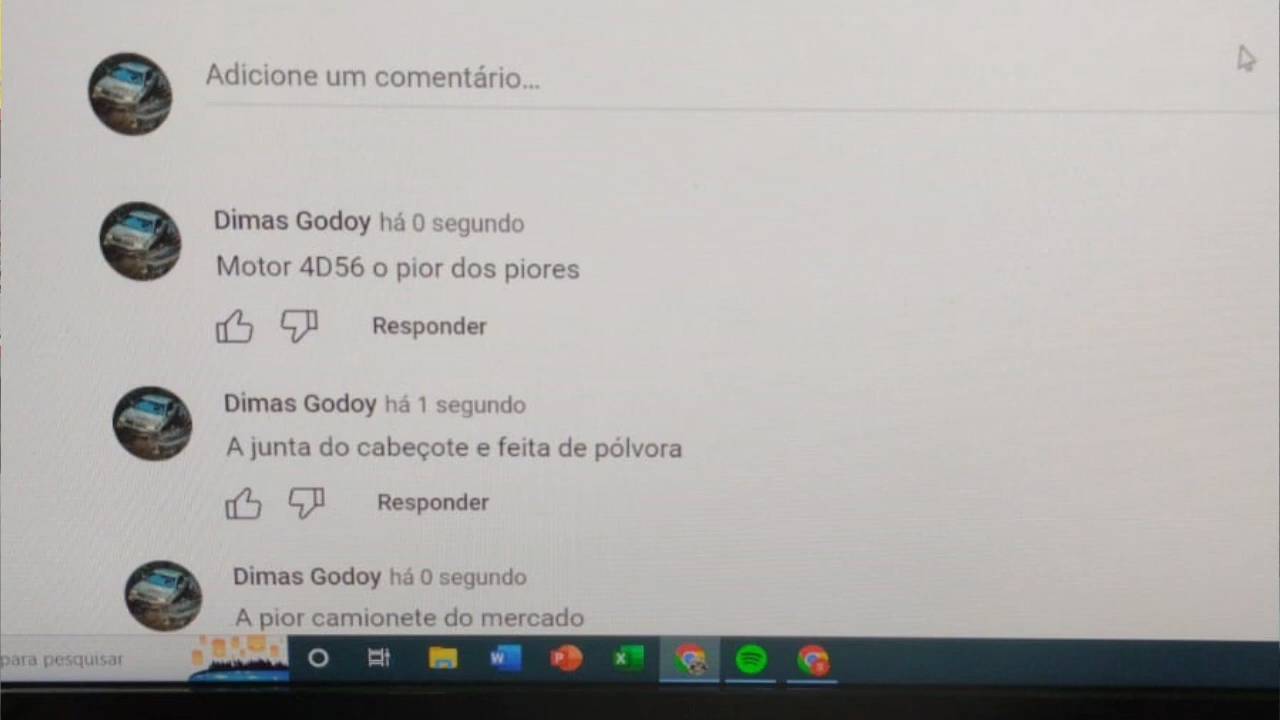 Adicione um comentário...
Dimas Godoy há 0 segundo
Motor 4D56 o pior dos piores
Responder
Dimas Godoy há 1 segundo
A junta do cabeçote e feita de pólvora
Responder
Dimas Godoy há 0 segundo
A pior camionete do mercado
para pesquisar